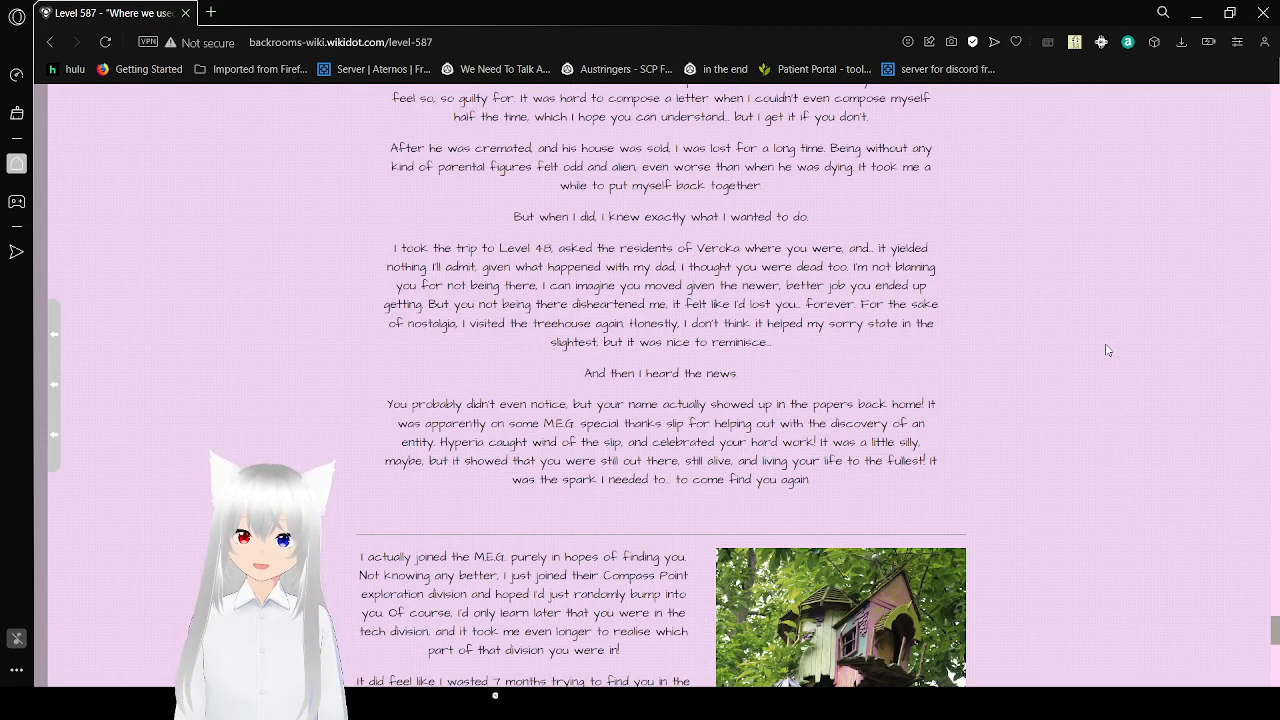 Level 587 - "Where we use
Not secure
backrooms-wiki.wikidot.com/level-587
VPN
hulu
Getting Started
Imported from Firef...
Server | Aternos | Fr...
We Need To Talk A...
Austringers - SCP F...
in the end
Patient Portal - tool...
server for discord fr...
feel so, so guilty for. It was hard to compose a letter when I couldn't even compose myself
half the time, which I hope you can understand... but I get it if you don't.
After he was cremated, and his house was sold, I was lost for a long time. Being without any
kind of parental figures felt odd and alien, even worse than when he was dying. It took me a
while to put myself back together.
But when I did, I knew exactly what I wanted to do.
I took the trip to Level 48, asked the residents of Veroka where you were, and... it yielded
nothing. I'll admit, given what happened with my dad, I thought you were dead too. I'm not blaming
you for not being there, I can imagine you moved given the newer, better job you ended up
getting. But you not being there disheartened me, it felt like I'd lost you... forever. For the sake
of nostalgia, I visited the treehouse again. Honestly, I don't think it helped my sorry state in the
slightest, but it was nice to reminisce...
And then I heard the news.
You probably didn't even notice, but your name actually showed up in the papers back home! It
was apparently on some M.E.G. special thanks slip for helping out with the discovery of an
entity. Hyperia caught wind of the slip, and celebrated your hard work! It was a little silly,
maybe, but it showed that you were still out there, still alive, and living your life to the fullest! It
was the spark I needed to... to come find you again.
I actually joined the M.E.G. purely in hopes of finding you.
Not knowing any better, I just joined their Compass Point
exploration division and hoped I'd just randomly bump into
you. Of course, I'd only learn later that you were in the
tech division, and it took me even longer to realise which
part of that division you were in!
It did feel like I wasted 7 months trying to find you in the